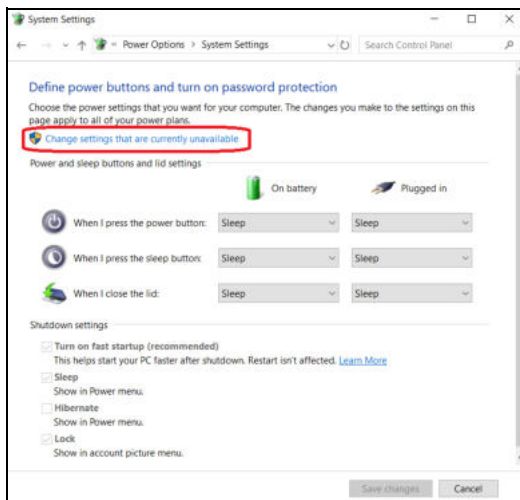 System Settings
« Power Options > System Settings
Search Control Panel
Define power buttons and turn on password protection
Choose the power settings that you want for your computer. The changes you make to the settings on this
page apply to all of your power plans.
Change settings that are currently unavailable
Power and sleep buttons and lid settings
On battery Plugged in
When I press the power button: Sleep Sleep
When I press the sleep button: Sleep Sleep
When I close the lid: Sleep Sleep
Shutdown settings
Turn on fast startup (recommended)
This helps start your PC faster after shutdown. Restart isn't affected. Learn More
Sleep
Show in Power menu.
Hibernate
Show in Power menu.
Lock
Show in account picture menu.
Save changes Cancel